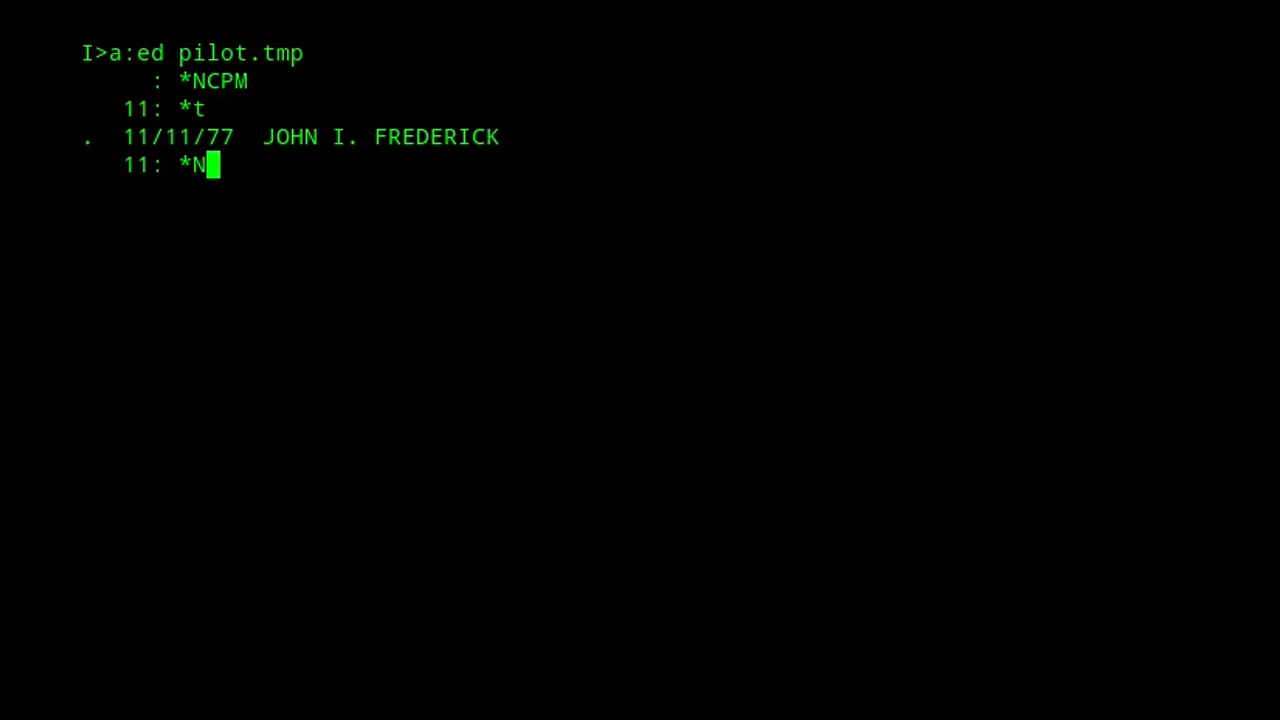 I>a:ed pilot.tmp
: *NCPM
11: *t
. 11/11/77 JOHN I. FREDERICK
11: *N